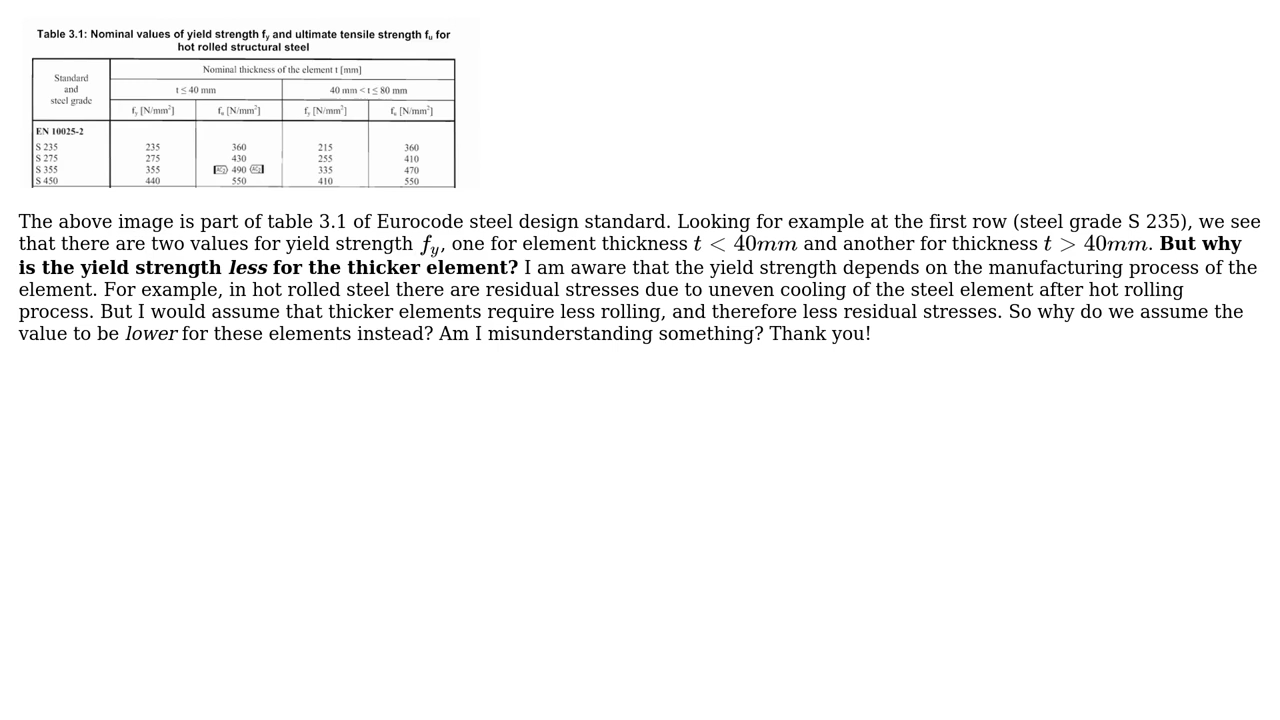 Table 3.1: Nominal values of yield strength fy and ultimate tensile strength fu for
hot rolled structural steel
Standard
and
steel grade
Nominal thickness of the element t [mm]
t ≤ 40 mm 40 mm < t ≤ 80 mm
fy [N/mm²] fu [N/mm²] fy [N/mm²] fu [N/mm²]
EN 10025-2
S 235 235 360 215 360
S 275 275 430 255 410
S 355 355 AC2 490 AC2 335 470
S 450 440 550 410 550
The above image is part of table 3.1 of Eurocode steel design standard. Looking for example at the first row (steel grade S 235), we see
that there are two values for yield strength fy, one for element thickness t < 40mm and another for thickness t > 40mm. But why
is the yield strength less for the thicker element? I am aware that the yield strength depends on the manufacturing process of the
element. For example, in hot rolled steel there are residual stresses due to uneven cooling of the steel element after hot rolling
process. But I would assume that thicker elements require less rolling, and therefore less residual stresses. So why do we assume the
value to be lower for these elements instead? Am I misunderstanding something? Thank you!